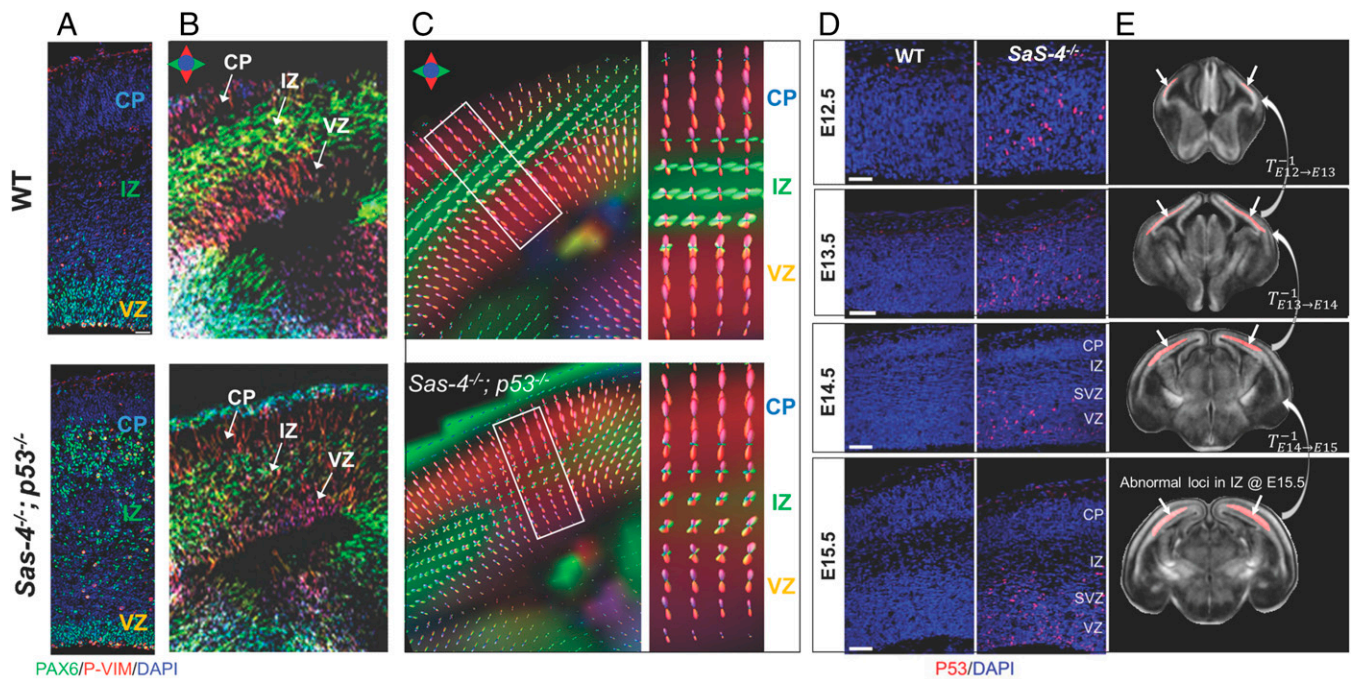 A
B
C
D
E
WT
CP
IZ
VZ
CP
IZ
VZ
CP
IZ
VZ
Sas-4-/-; p53-/-
CP
IZ
VZ
CP
IZ
VZ
Sas-4-/-; p53-/-
CP
IZ
VZ
PAX6/P-VIM/DAPI
WT
SaS-4-/-
E12.5
E13.5
E14.5
CP
IZ
SVZ
VZ
E15.5
CP
IZ
SVZ
VZ
P53/DAPI
T-1E12→E13
T-1E13→E14
T-1E14→E15
Abnormal loci in IZ @ E15.5